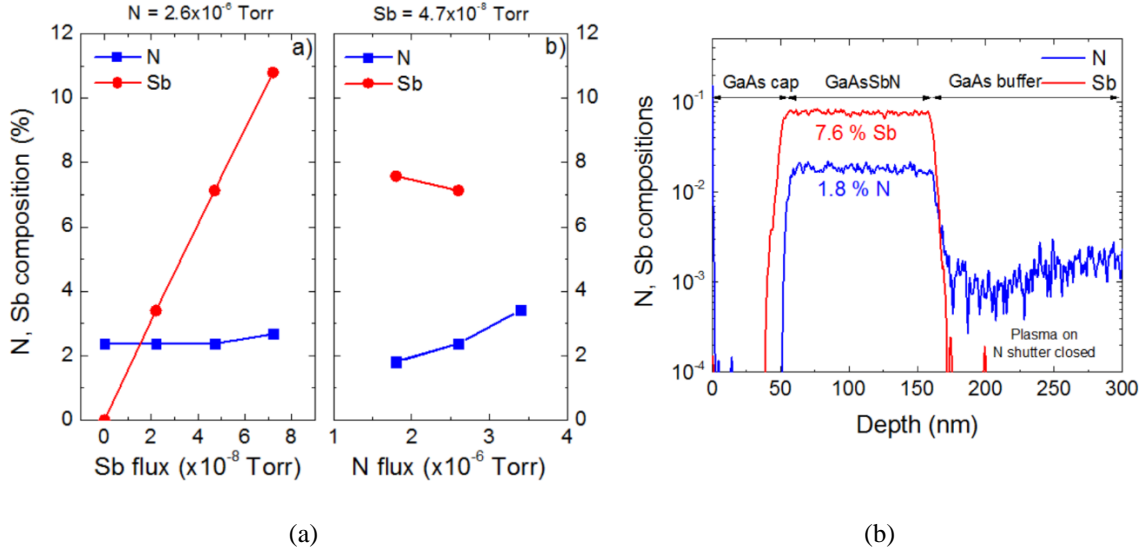 N = 2.6x10⁻⁶ Torr
Sb = 4.7x10⁻⁸ Torr
N, Sb composition (%)
12
10
8
6
4
2
0
N
Sb
a)
0 2 4 6 8
Sb flux (x10⁻⁸ Torr)
N
Sb
b)
12
10
8
6
4
2
0
1 2 3 4
N flux (x10⁻⁶ Torr)
(a)
N, Sb compositions
10⁻¹
10⁻²
10⁻³
10⁻⁴
N
Sb
GaAs cap GaAsSbN GaAs buffer
7.6 % Sb
1.8 % N
Plasma on
N shutter closed
0 50 100 150 200 250 300
Depth (nm)
(b)